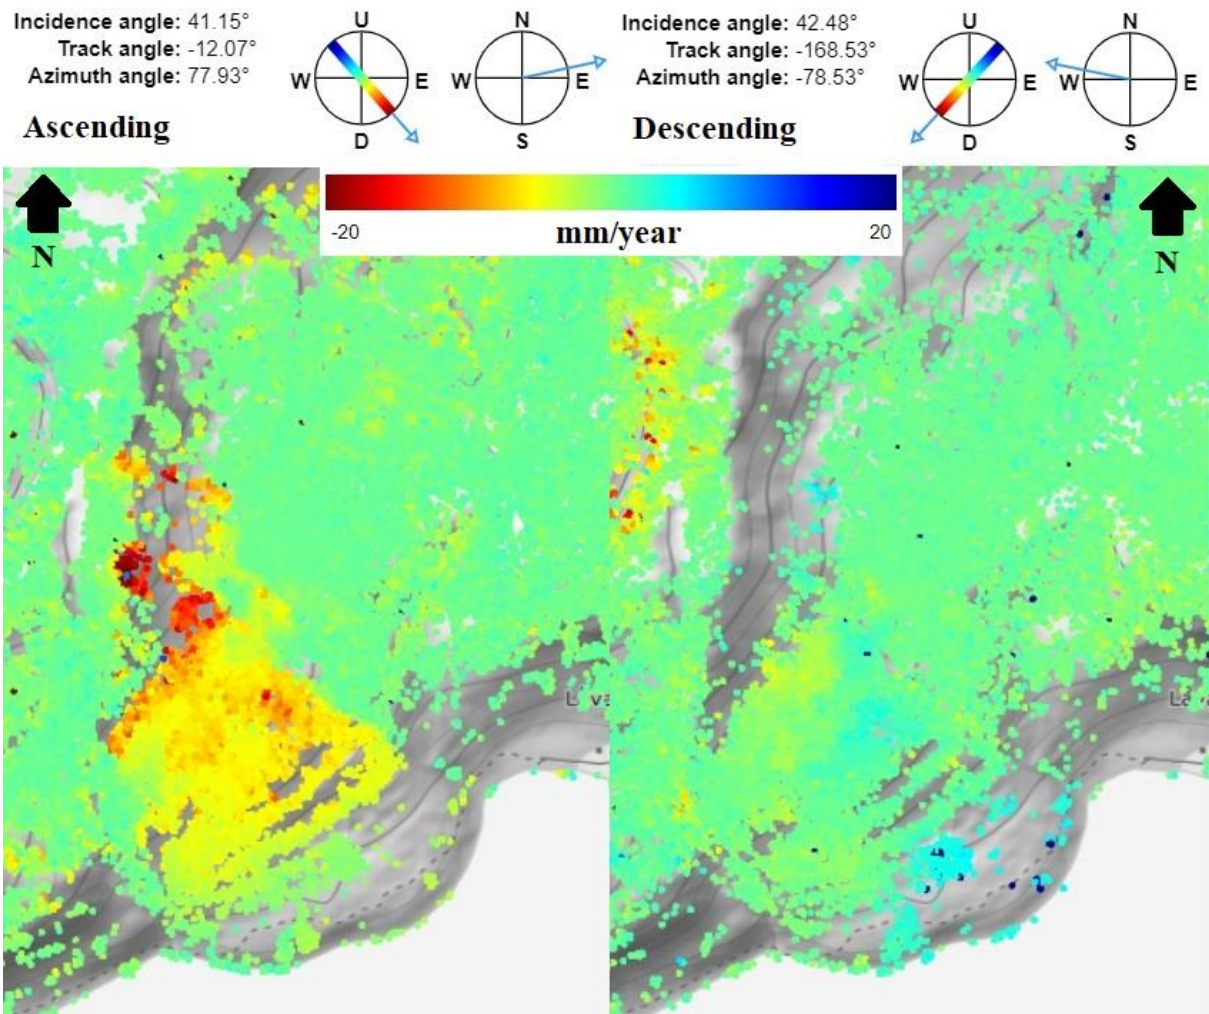 Incidence angle: 41.15°
Track angle: -12.07°
Azimuth angle: 77.93°
Ascending
U
W
E
D
N
W
E
S
Incidence angle: 42.48°
Track angle: -168.53°
Azimuth angle: -78.53°
Descending
U
W
E
D
N
W
E
S
N
-20
mm/year
20
N